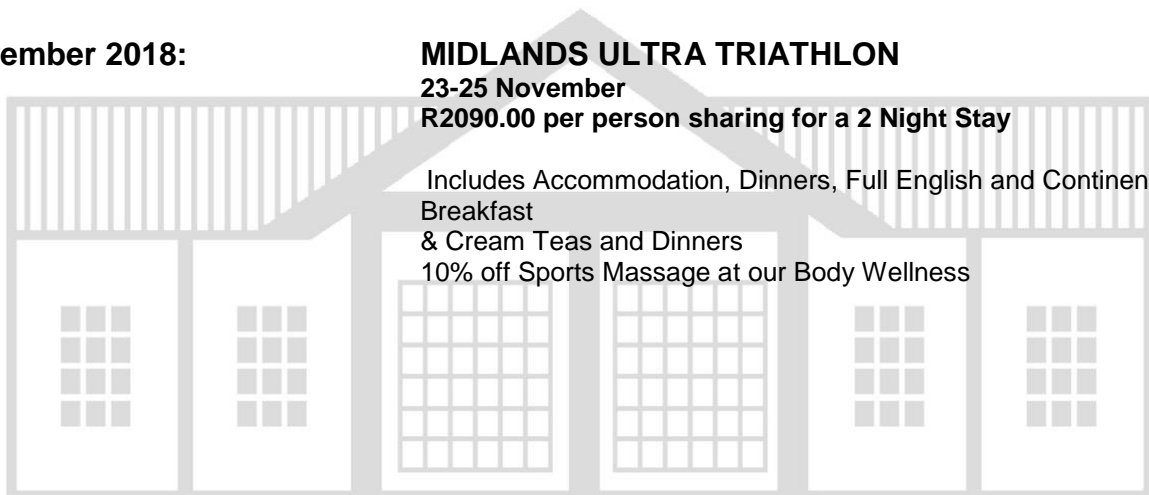 ember 2018: MIDLANDS ULTRA TRIATHLON
23-25 November
R2090.00 per person sharing for a 2 Night Stay
Includes Accommodation, Dinners, Full English and Continen
Breakfast
& Cream Teas and Dinners
10% off Sports Massage at our Body Wellness